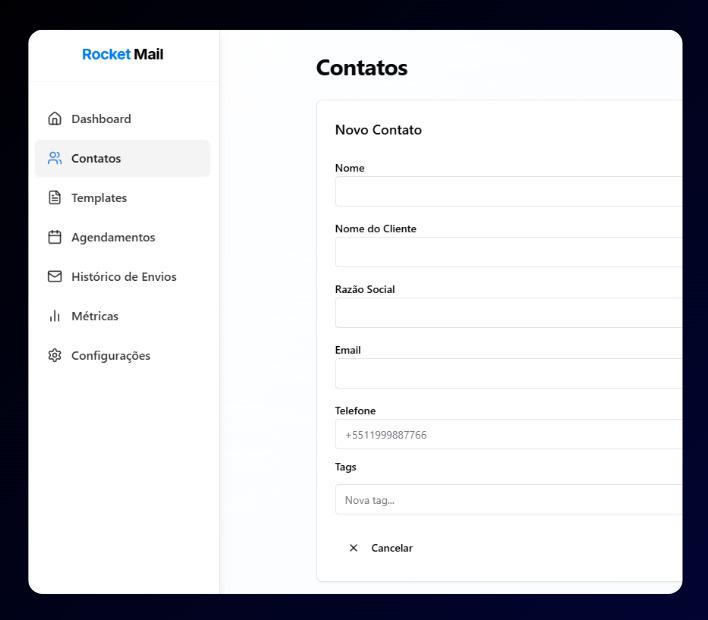 Rocket Mail
Dashboard
Contatos
Templates
Agendamentos
Histórico de Envios
Métricas
Configurações
Contatos
Novo Contato
Nome
Nome do Cliente
Razão Social
Email
Telefone
+5511999887766
Tags
Nova tag...
Cancelar